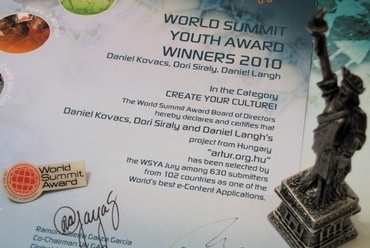 WORLD SUMMIT
YOUTH AWARD
WINNERS 2010
Daniel Kovacs, Dori Siraly, Daniel Langh
In the Category
CREATE YOUR CULTURE!
The World Summit Award Board of Directors
hereby declares and certifies that
Daniel Kovacs, Dori Siraly and Daniel Langh's
project from Hungary
"artur.org.hu"
has been selected by
the WSYA Jury among 630 submitters
from 102 countries as one of the
World's best e-Content Applications.
World
Summit
Award
Garza Garcia
Co-Chairman